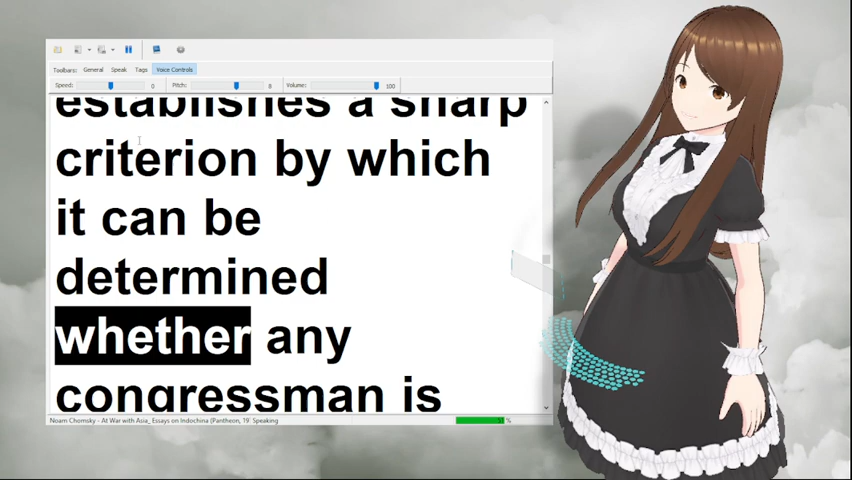 Toolbars: General Speak Tags Voice Controls
Speed: 0 Pitch: 8 Volume: 100
establishes a sharp
criterion by which
it can be
determined
whether any
congressman is
Noam Chomsky - At War with Asia_ Essays on Indochina (Pantheon, 19 Speaking 51 %